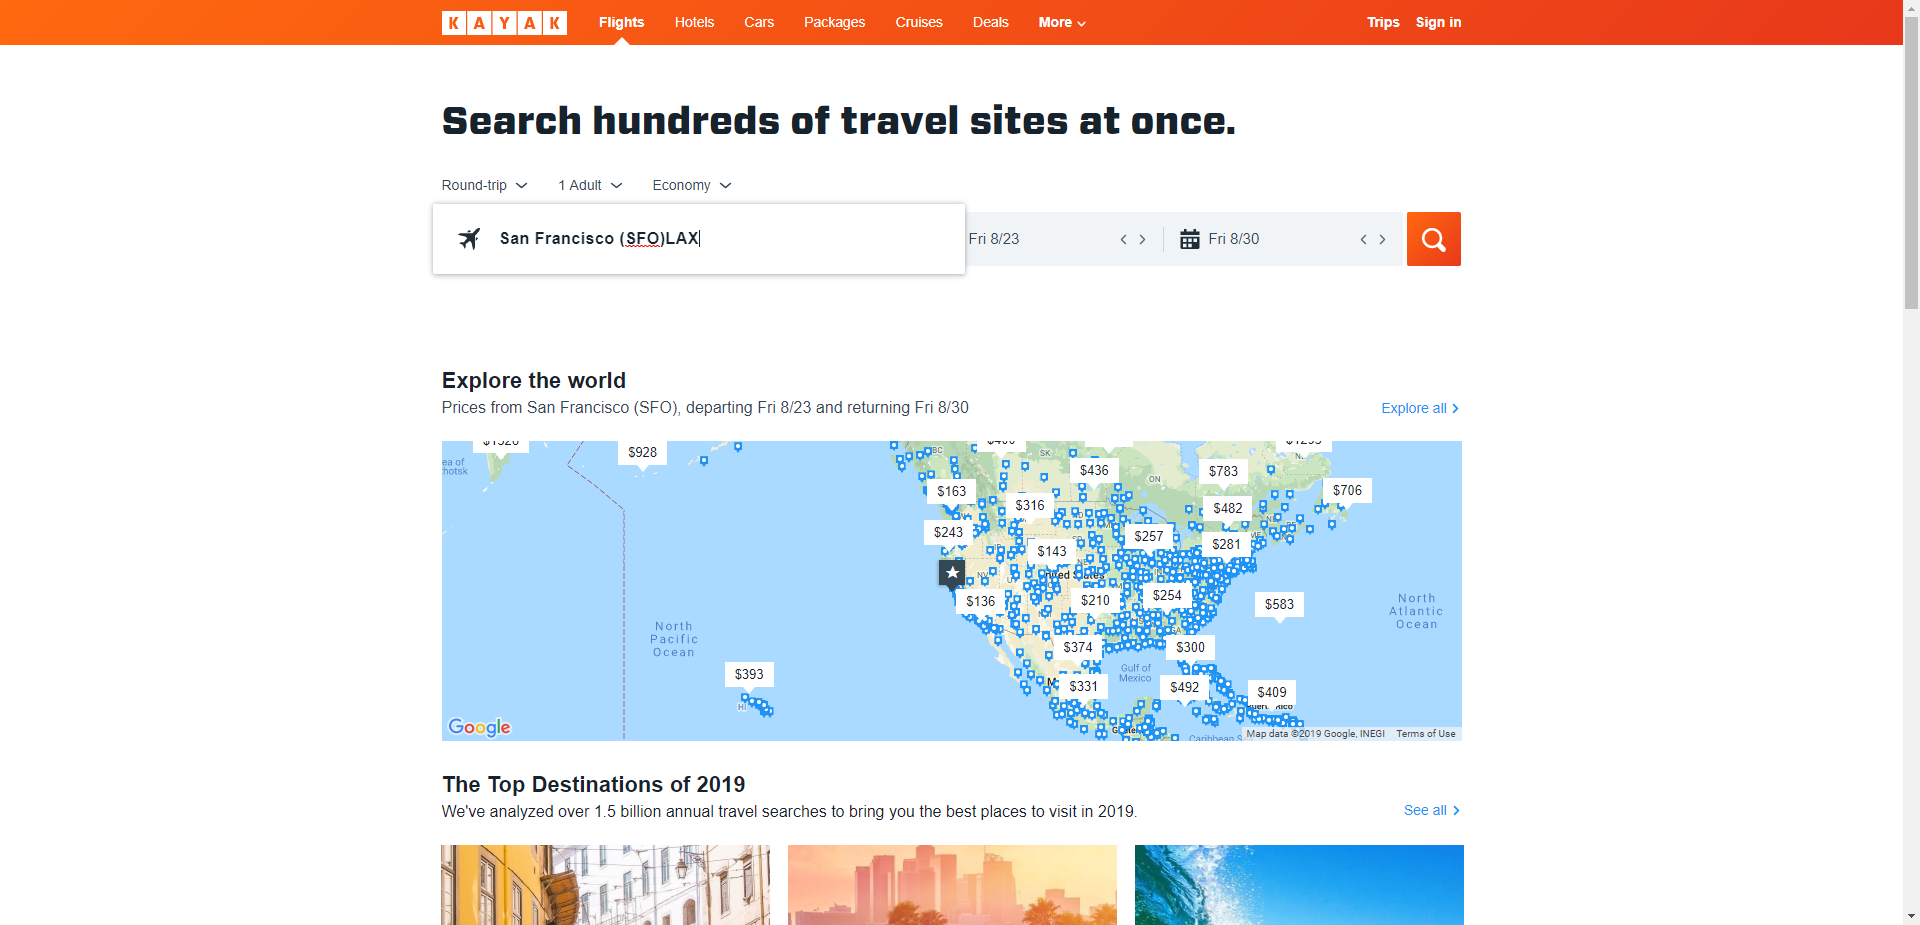 KAYAK Flights Hotels Cars Packages Cruises Deals More Trips Sign in
Search hundreds of travel sites at once.
Round-trip 1 Adult Economy
San Francisco (SFO)LAX Fri 8/23 Fri 8/30
Explore the world
Prices from San Francisco (SFO), departing Fri 8/23 and returning Fri 8/30 Explore all
$928
$436
$783
$163
$706
$316
$482
$243
$257
$281
$143
$136
$210
$254
$583
$374
$300
$393
$331
$492
$409
BC
SK
ON
NV
HI
North
Pacific
Ocean
North
Atlantic
Ocean
Gulf of
Mexico
Google
Map data ©2019 Google, INEGI Terms of Use
The Top Destinations of 2019
We've analyzed over 1.5 billion annual travel searches to bring you the best places to visit in 2019. See all